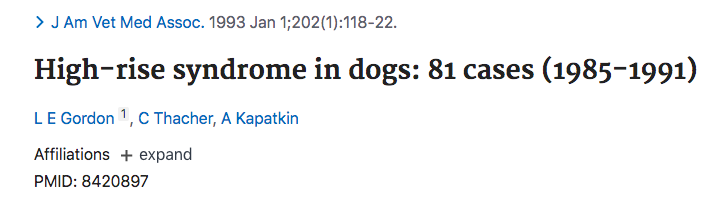 > J Am Vet Med Assoc. 1993 Jan 1;202(1):118-22.
High-rise syndrome in dogs: 81 cases (1985-1991)
L E Gordon 1, C Thacher, A Kapatkin
Affiliations + expand
PMID: 8420897